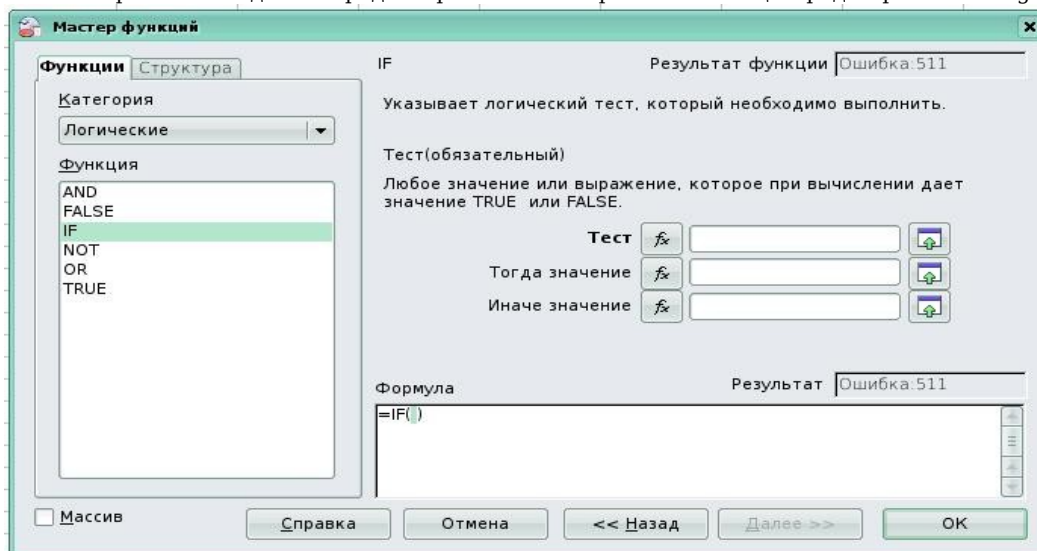 Мастер функций
Функции Структура
Категория
Логические
Функция
AND
FALSE
IF
NOT
OR
TRUE
Массив
IF Результат функции Ошибка:511
Указывает логический тест, который необходимо выполнить.
Тест(обязательный)
Любое значение или выражение, которое при вычислении дает
значение TRUE или FALSE.
Тест
Тогда значение
Иначе значение
Формула Результат Ошибка:511
=IF( )
Справка Отмена << Назад Далее >> OK